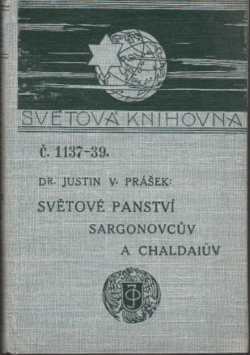 SVĚTOVÁ KNIHOVNA
Č. 1137-39.
DR. JUSTIN V. PRÁŠEK:
SVĚTOVÉ PANSTVÍ
SARGONOVCŮV
A CHALDAIŮV